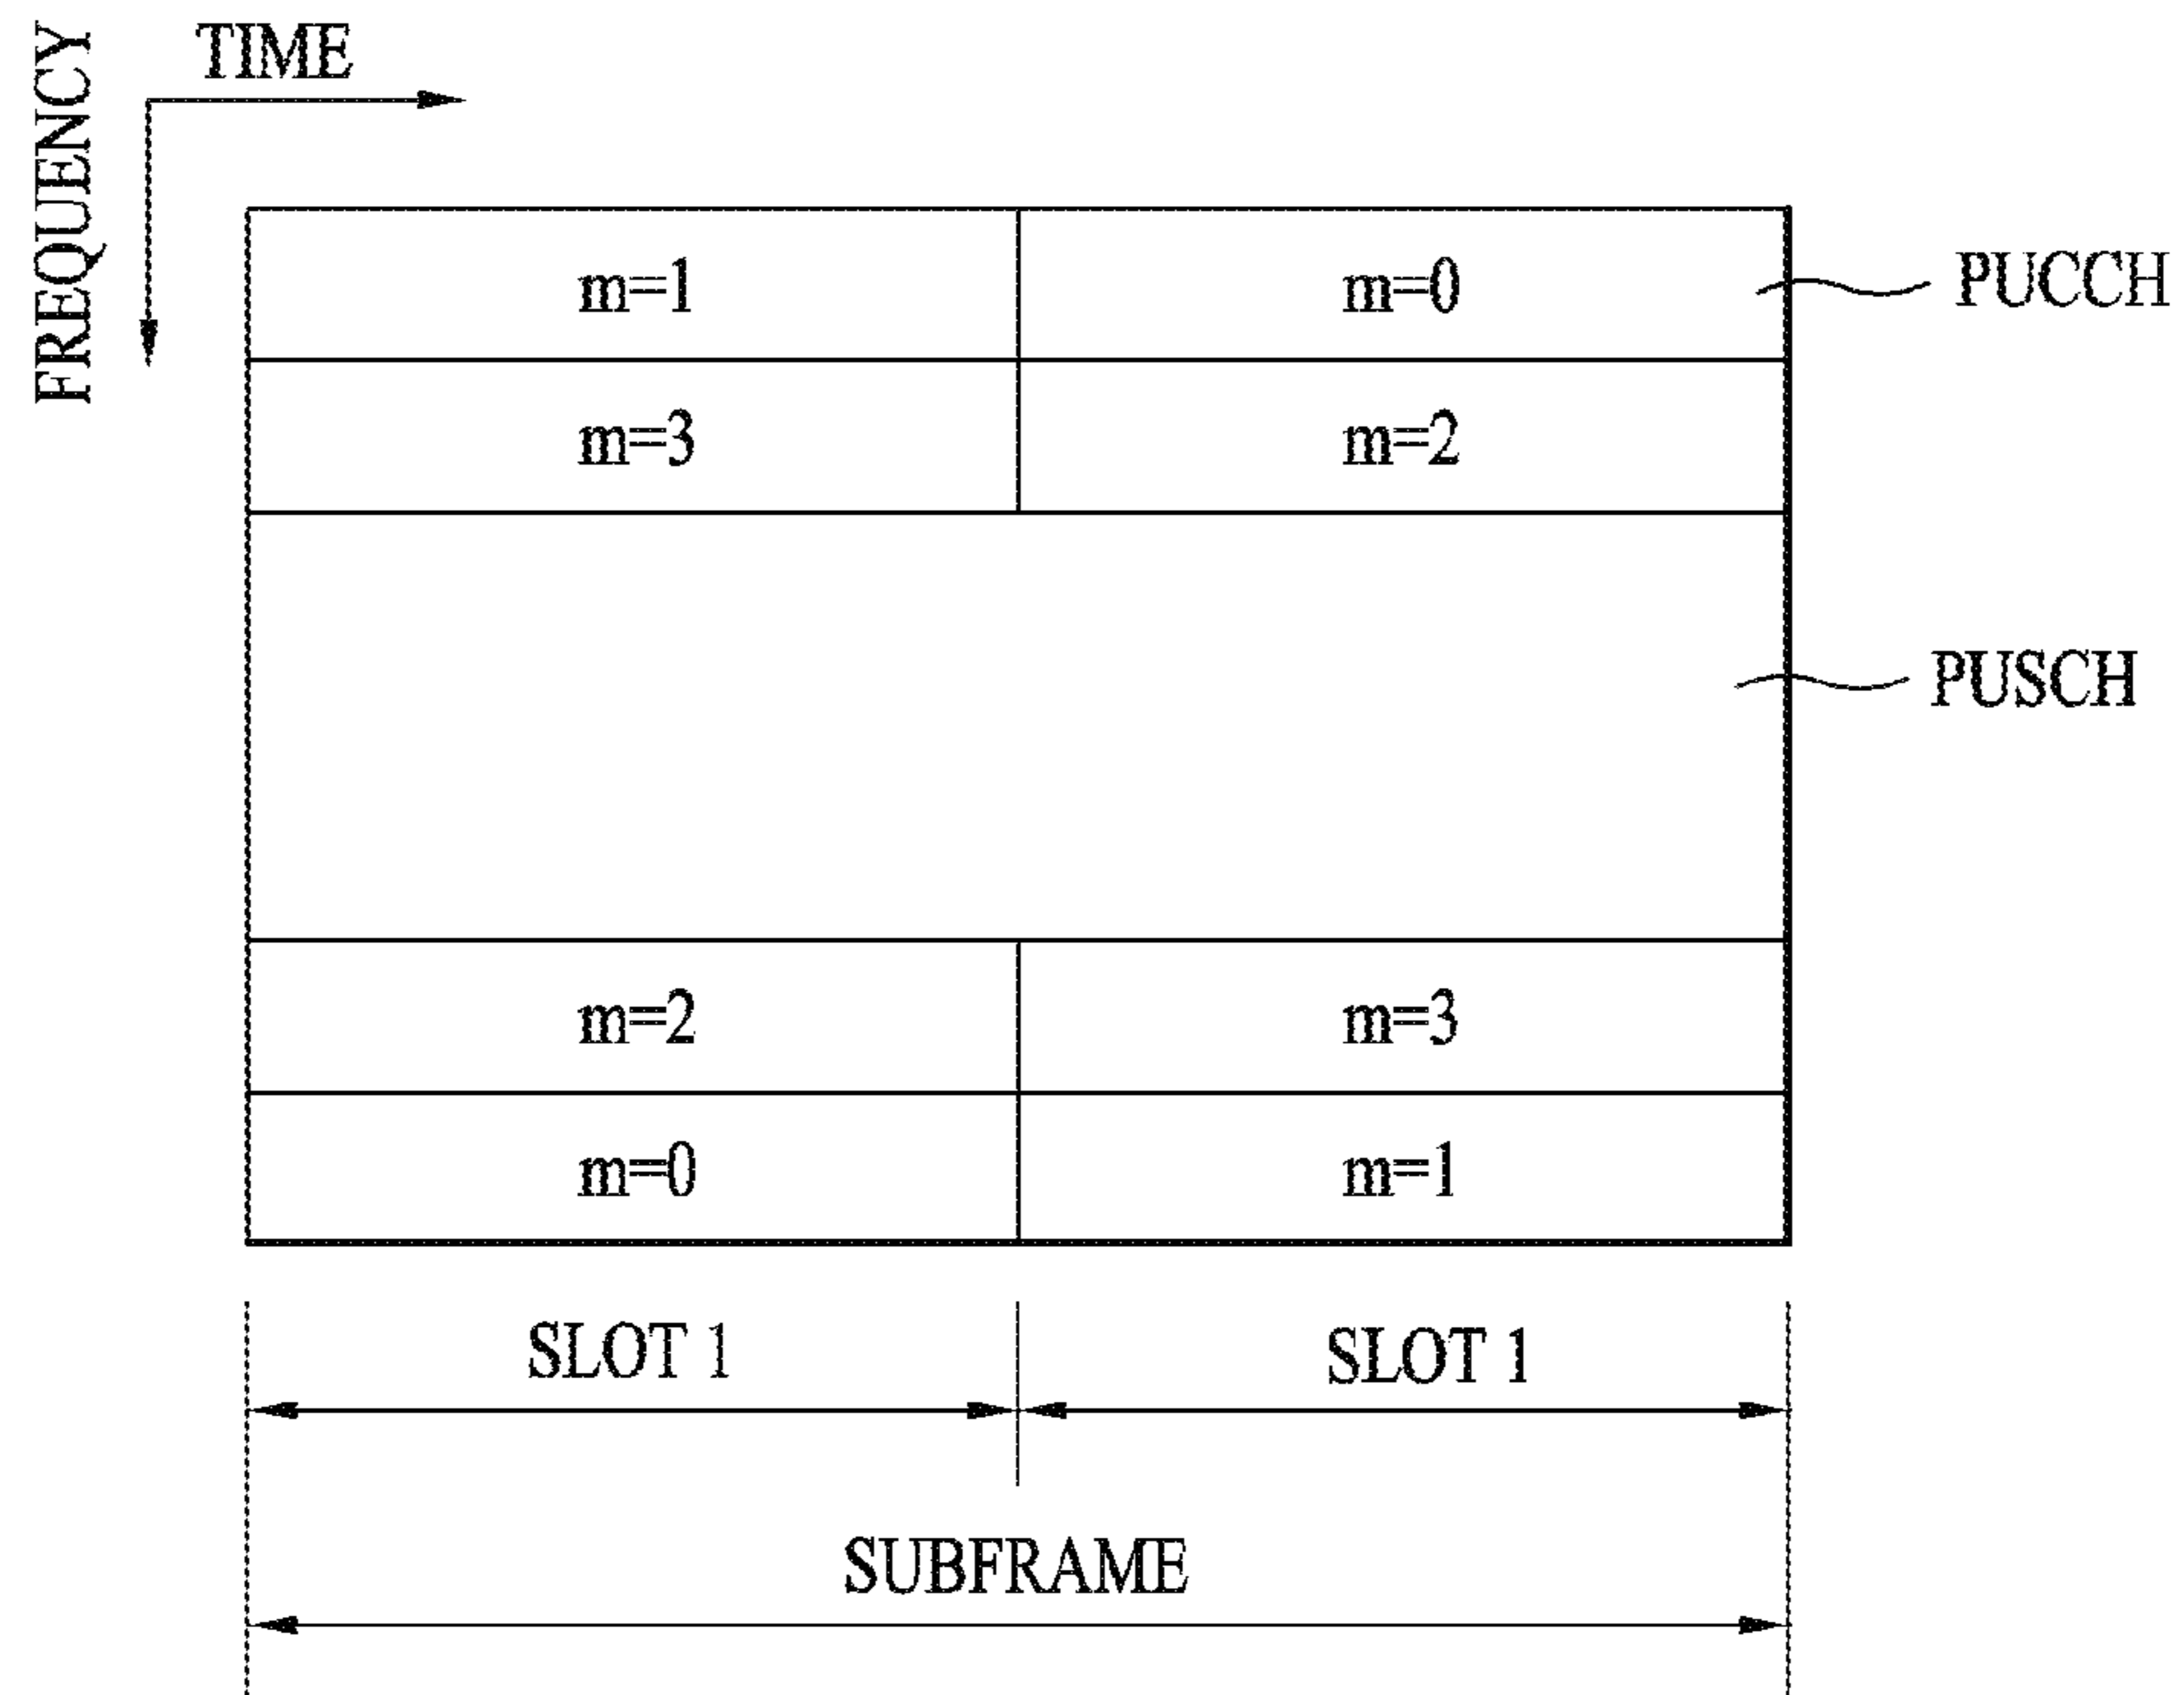 TIME
FREQUENCY
m=1 m=0 PUCCH
m=3 m=2
PUSCH
m=2 m=3
m=0 m=1
SLOT 1 SLOT 1
SUBFRAME